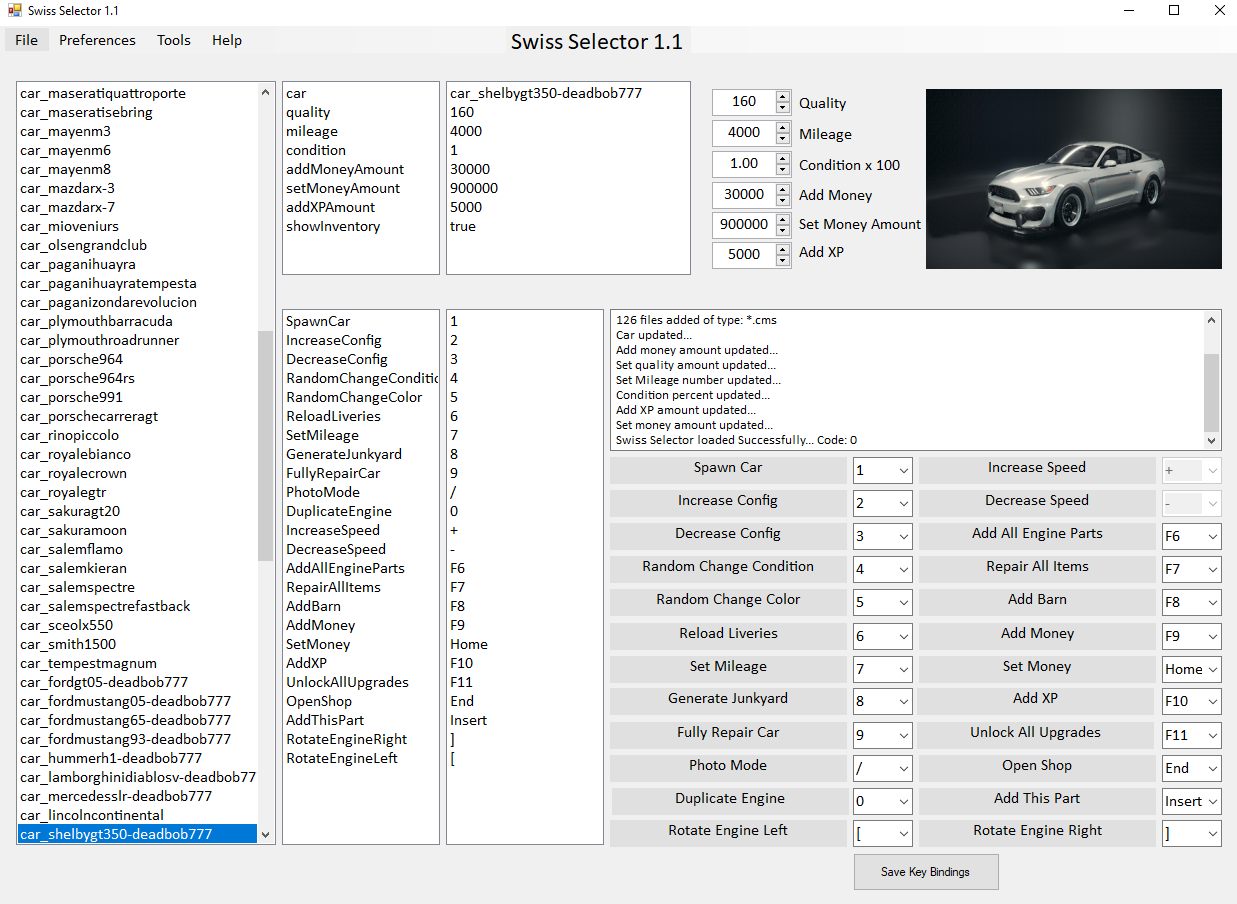 Swiss Selector 1.1
File Preferences Tools Help
Swiss Selector 1.1
car_maseratiquattroporte
car_maseratisebring
car_mayenm3
car_mayenm6
car_mayenm8
car_mazdarx-3
car_mazdarx-7
car_mioveniurs
car_olsengrandclub
car_paganihuayra
car_paganihuayratempesta
car_paganizondarevolucion
car_plymouthbarracuda
car_plymouthroadrunner
car_porsche964
car_porsche964rs
car_porsche991
car_porschecarreragt
car_rinopiccolo
car_royalebianco
car_royalecrown
car_royalegtr
car_sakuragt20
car_sakuramoon
car_salemflamo
car_salemkieran
car_salemspectre
car_salemspectrefastback
car_sceolx550
car_smith1500
car_tempestmagnum
car_fordgt05-deadbob777
car_fordmustang05-deadbob777
car_fordmustang65-deadbob777
car_fordmustang93-deadbob777
car_hummerh1-deadbob777
car_lamborghinidiablosv-deadbob77
car_mercedesslr-deadbob777
car_lincolncontinental
car_shelbygt350-deadbob777
car car_shelbygt350-deadbob777
quality 160
mileage 4000
condition 1
addMoneyAmount 30000
setMoneyAmount 900000
addXPAmount 5000
showInventory true
160 Quality
4000 Mileage
1.00 Condition x 100
30000 Add Money
900000 Set Money Amount
5000 Add XP
SpawnCar 1
IncreaseConfig 2
DecreaseConfig 3
RandomChangeConditio 4
RandomChangeColor 5
ReloadLiveries 6
SetMileage 7
GenerateJunkyard 8
FullyRepairCar 9
PhotoMode /
DuplicateEngine 0
IncreaseSpeed +
DecreaseSpeed -
AddAllEngineParts F6
RepairAllItems F7
AddBarn F8
AddMoney F9
SetMoney Home
AddXP F10
UnlockAllUpgrades F11
OpenShop End
AddThisPart Insert
RotateEngineRight ]
RotateEngineLeft [
126 files added of type: *.cms
Car updated...
Add money amount updated...
Set quality amount updated...
Set Mileage number updated...
Condition percent updated...
Add XP amount updated...
Set money amount updated...
Swiss Selector loaded Successfully... Code: 0
Spawn Car 1 Increase Speed +
Increase Config 2 Decrease Speed -
Decrease Config 3 Add All Engine Parts F6
Random Change Condition 4 Repair All Items F7
Random Change Color 5 Add Barn F8
Reload Liveries 6 Add Money F9
Set Mileage 7 Set Money Home
Generate Junkyard 8 Add XP F10
Fully Repair Car 9 Unlock All Upgrades F11
Photo Mode / Open Shop End
Duplicate Engine 0 Add This Part Insert
Rotate Engine Left [ Rotate Engine Right ]
Save Key Bindings